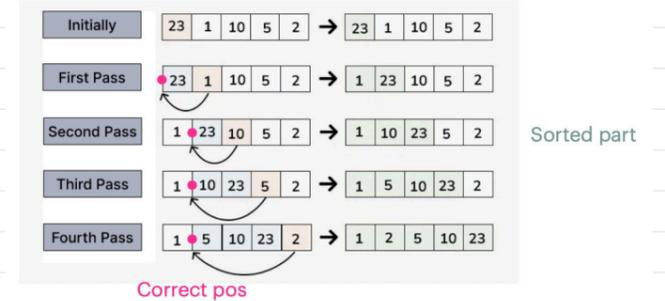 Initially 23 1 10 5 2 → 23 1 10 5 2
First Pass 23 1 10 5 2 → 1 23 10 5 2
Second Pass 1 23 10 5 2 → 1 10 23 5 2
Sorted part
Third Pass 1 10 23 5 2 → 1 5 10 23 2
Fourth Pass 1 5 10 23 2 → 1 2 5 10 23
Correct pos